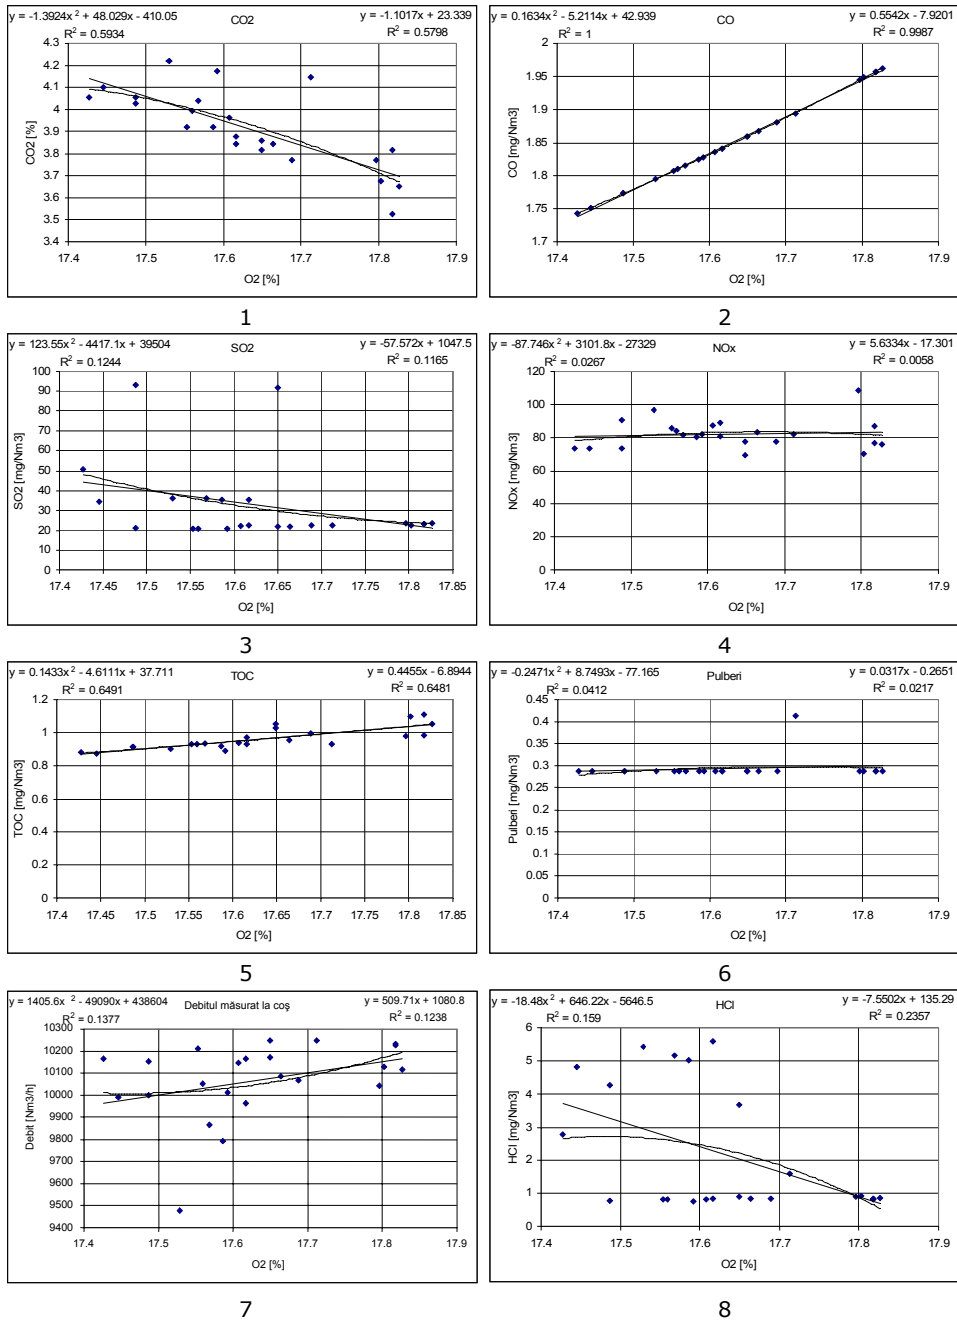 y = -1.3924x² + 48.029x - 410.05 CO2 y = -1.1017x + 23.339
R² = 0.5934 R² = 0.5798
4.3
4.2
4.1
4
3.9
3.8
3.7
3.6
3.5
3.4
CO2 [%]
17.4 17.5 17.6 17.7 17.8 17.9
O2 [%]
1
y = 0.1634x² - 5.2114x + 42.939 CO y = 0.5542x - 7.9201
R² = 1 R² = 0.9987
2
1.95
1.9
1.85
1.8
1.75
1.7
CO [mg/Nm3]
17.4 17.5 17.6 17.7 17.8 17.9
O2 [%]
2
y = 123.55x² - 4417.1x + 39504 SO2 y = -57.572x + 1047.5
R² = 0.1244 R² = 0.1165
100
90
80
70
60
50
40
30
20
10
0
SO2 [mg/Nm3]
17.4 17.45 17.5 17.55 17.6 17.65 17.7 17.75 17.8 17.85
O2 [%]
3
y = -87.746x² + 3101.8x - 27329 NOx y = 5.6334x - 17.301
R² = 0.0267 R² = 0.0058
120
100
80
60
40
20
0
NOx [mg/Nm3]
17.4 17.5 17.6 17.7 17.8 17.9
O2 [%]
4
y = 0.1433x² - 4.6111x + 37.711 TOC y = 0.4455x - 6.8944
R² = 0.6491 R² = 0.6481
1.2
1
0.8
0.6
0.4
0.2
0
TOC [mg/Nm3]
17.4 17.45 17.5 17.55 17.6 17.65 17.7 17.75 17.8 17.85
O2 [%]
5
y = -0.2471x² + 8.7493x - 77.165 Pulberi y = 0.0317x - 0.2651
R² = 0.0412 R² = 0.0217
0.45
0.4
0.35
0.3
0.25
0.2
0.15
0.1
0.05
0
Pulberi [mg/Nm3]
17.4 17.5 17.6 17.7 17.8 17.9
O2 [%]
6
y = 1405.6x² - 49090x + 438604 Debitul măsurat la coș y = 509.71x + 1080.8
R² = 0.1377 R² = 0.1238
10300
10200
10100
10000
9900
9800
9700
9600
9500
9400
Debit [Nm3/h]
17.4 17.5 17.6 17.7 17.8 17.9
O2 [%]
7
y = -18.48x² + 646.22x - 5646.5 HCl y = -7.5502x + 135.29
R² = 0.159 R² = 0.2357
6
5
4
3
2
1
0
HCl [mg/Nm3]
17.4 17.5 17.6 17.7 17.8 17.9
O2 [%]
8